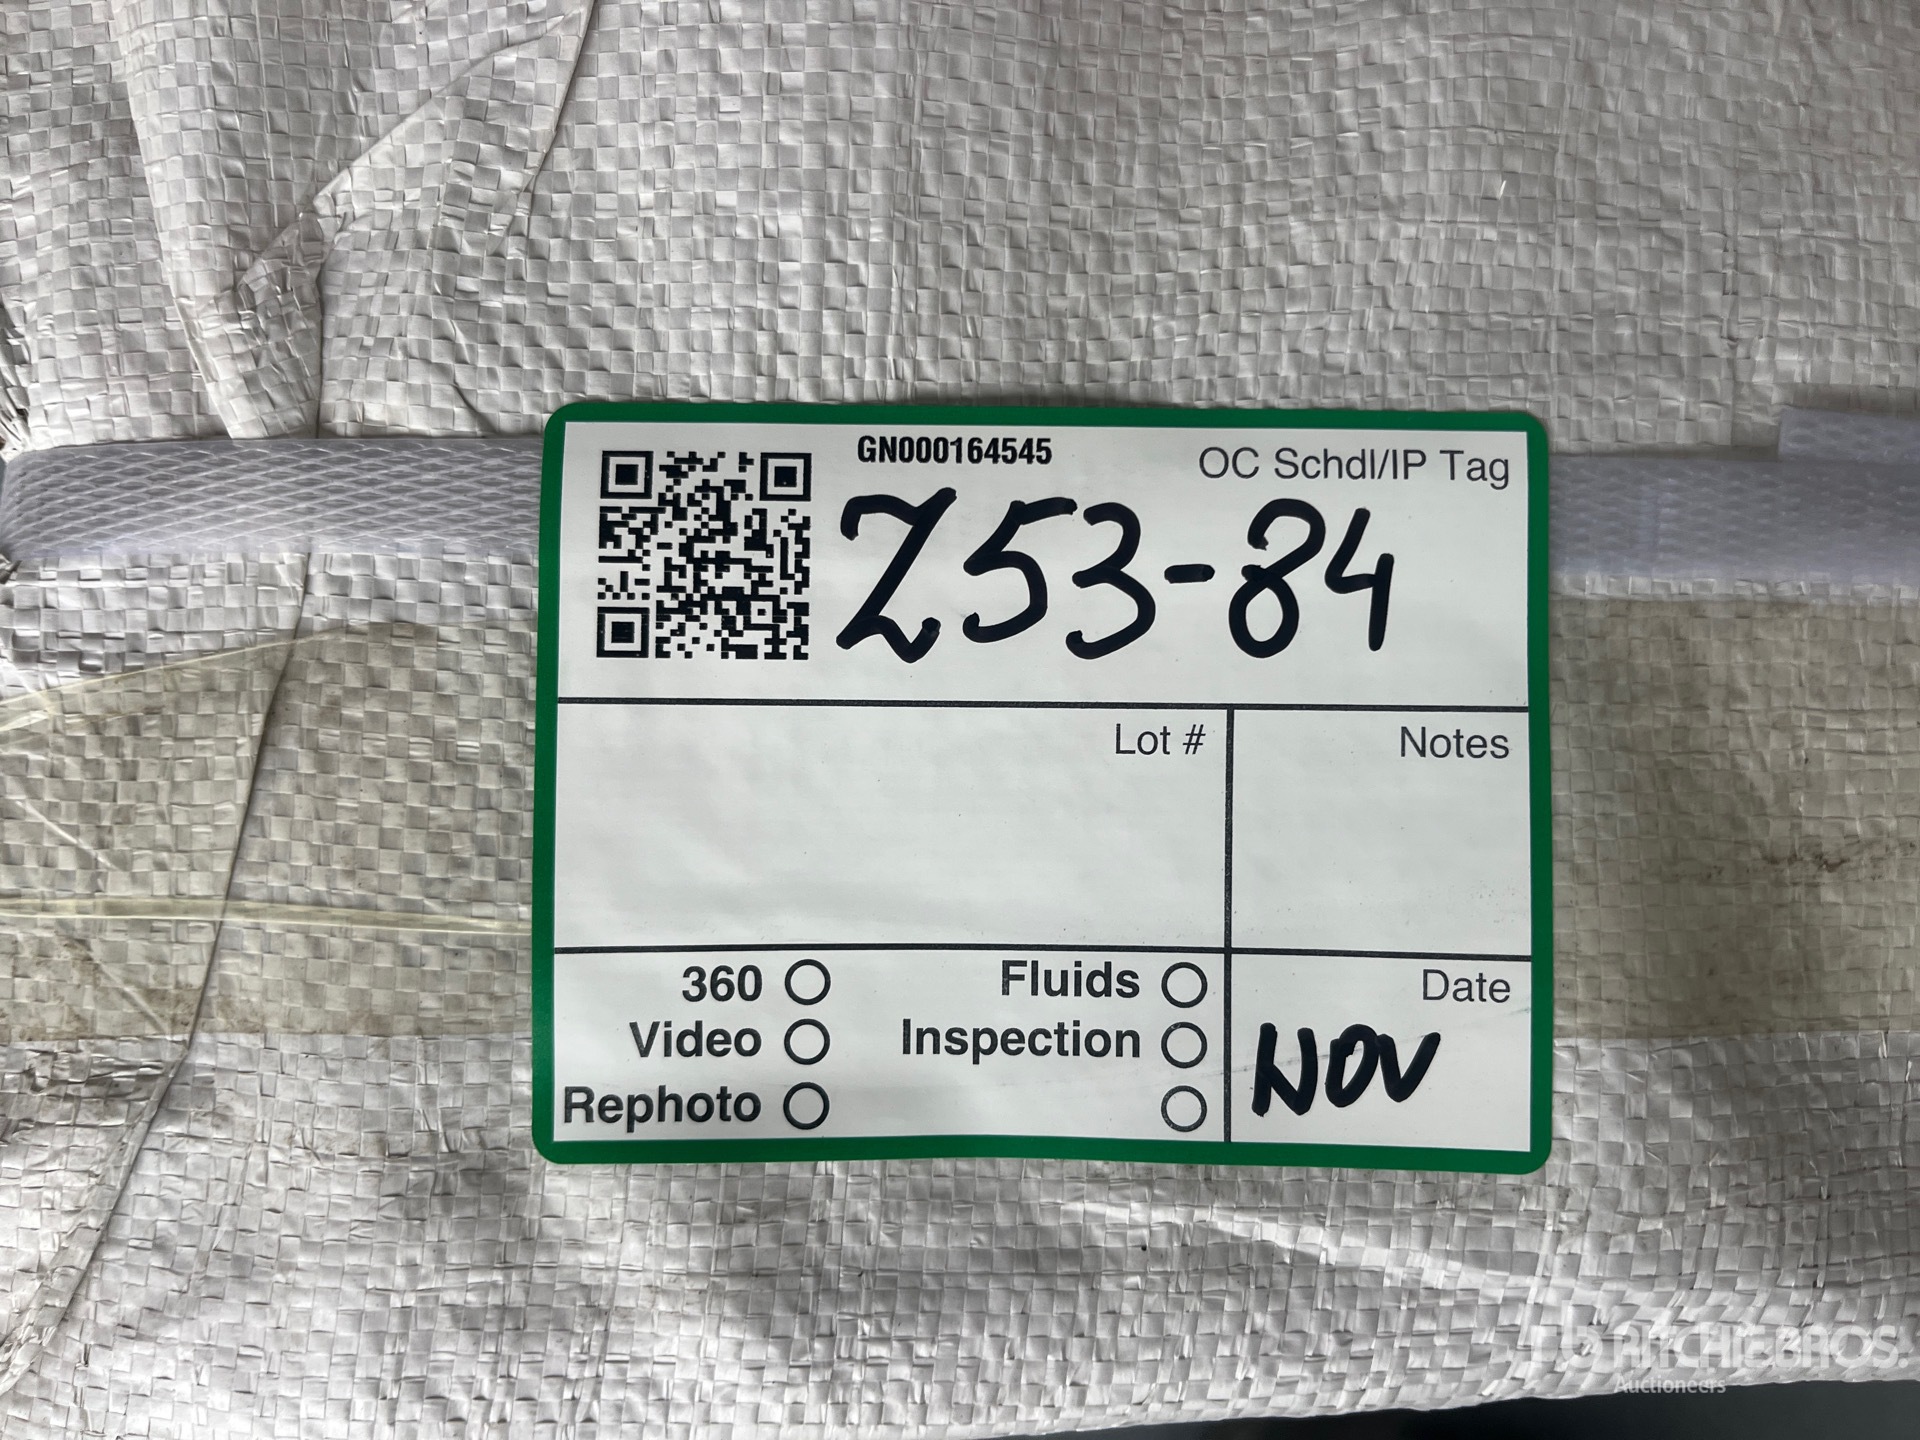 GN000164545
OC Schdl/IP Tag
Z53-84
Lot #
Notes
360
Fluids
Video
Inspection
Rephoto
Date
NOV
RITCHIE BROS.
Auctioneers